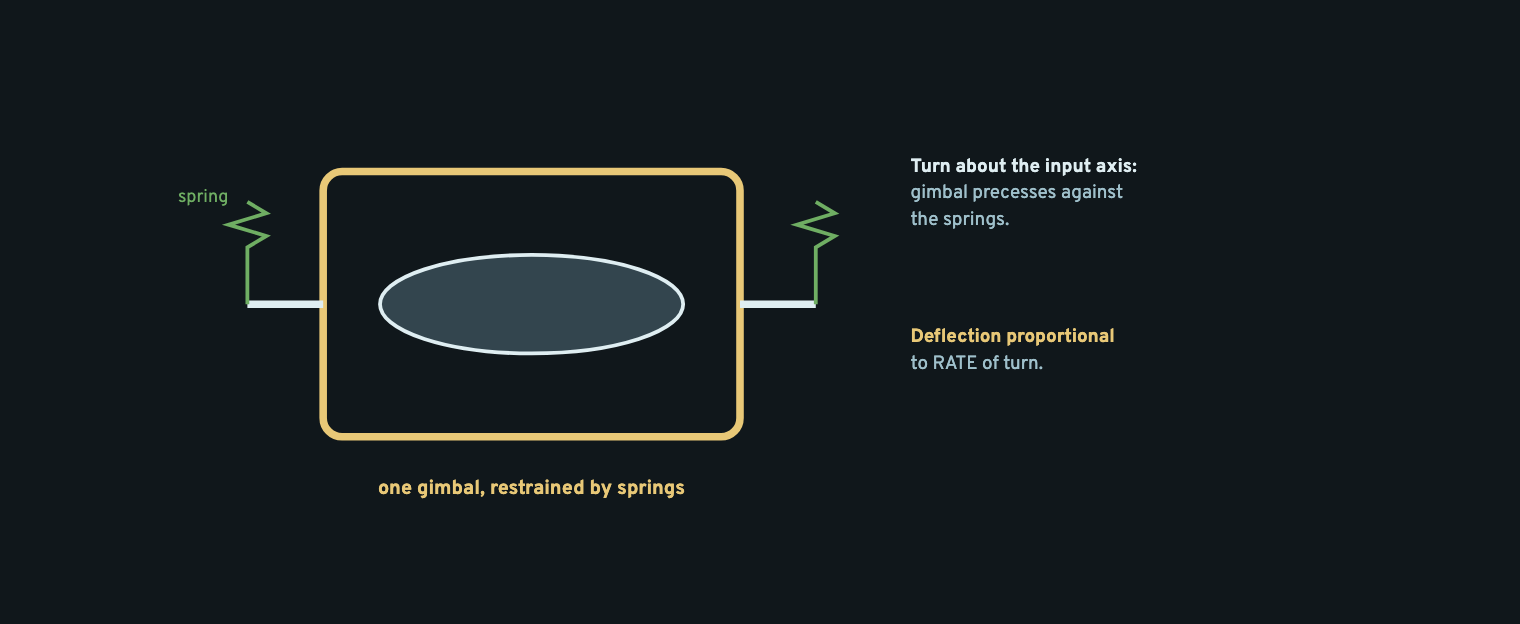 spring
Turn about the input axis:
gimbal precesses against
the springs.
Deflection proportional
to RATE of turn.
one gimbal, restrained by springs